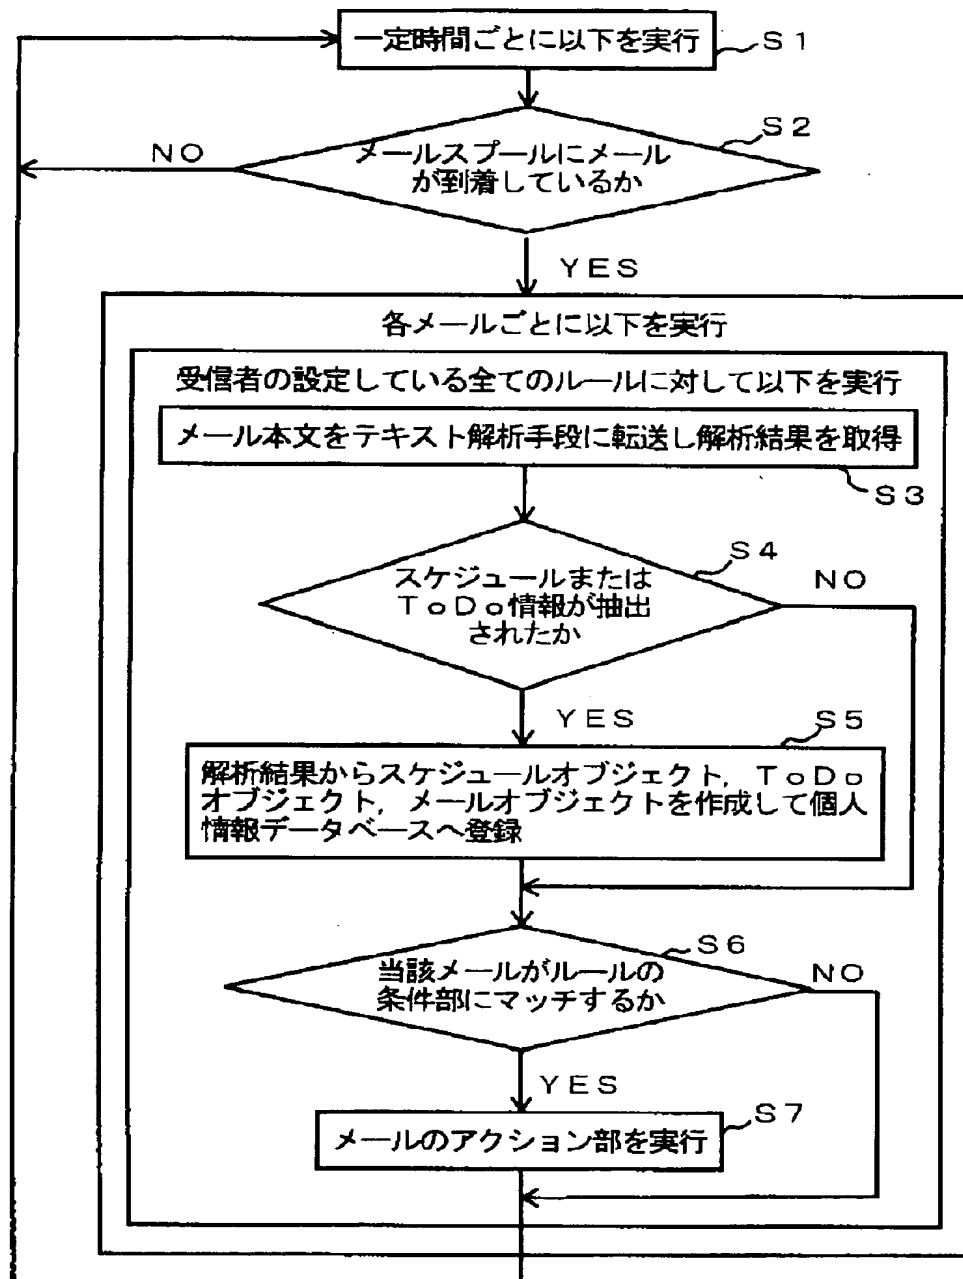 一定時間ごとに以下を実行
S1
S2
メールスプールにメール
が到着しているか
NO
YES
各メールごとに以下を実行
受信者の設定している全てのルールに対して以下を実行
メール本文をテキスト解析手段に転送し解析結果を取得
S3
S4
スケジュールまたは
ToDo情報が抽出
されたか
NO
YES
S5
解析結果からスケジュールオブジェクト,ToDo
オブジェクト,メールオブジェクトを作成して個人
情報データベースへ登録
S6
当該メールがルールの
条件部にマッチするか
NO
YES
S7
メールのアクション部を実行